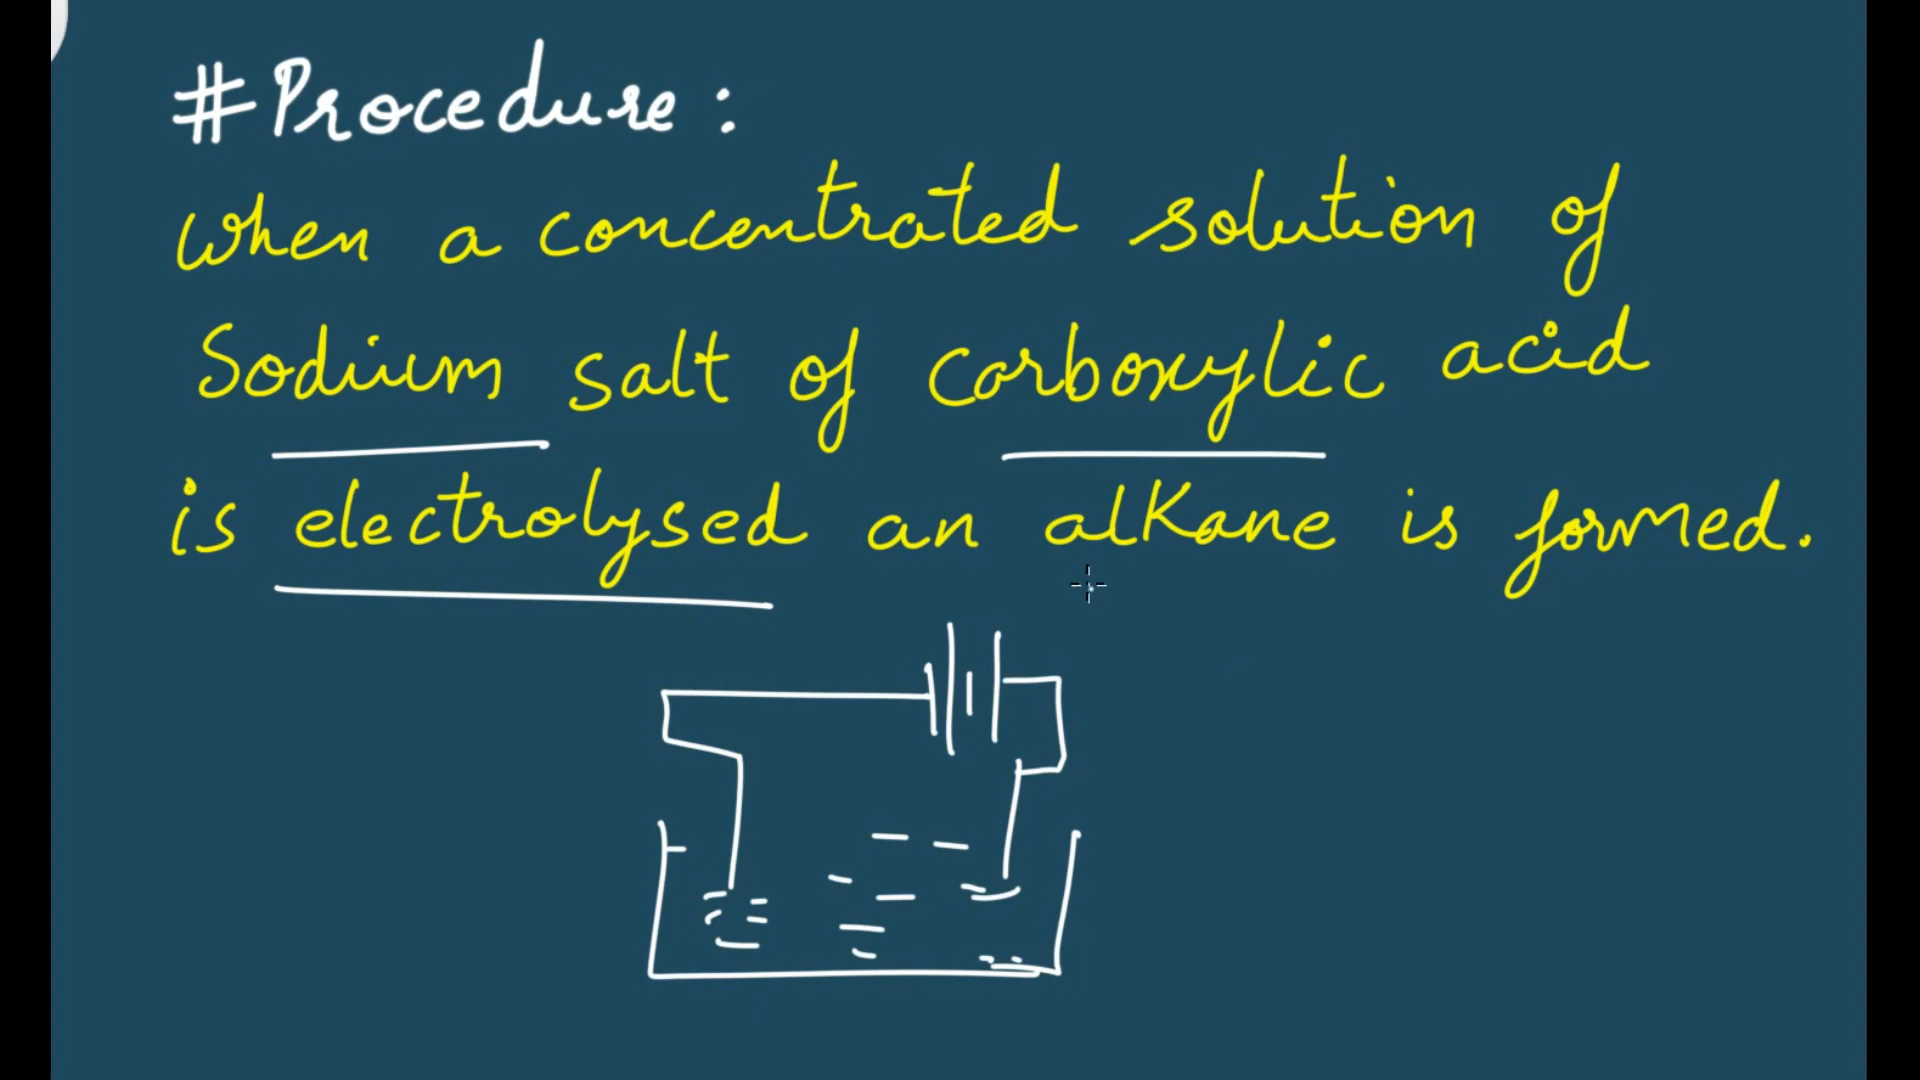 #Procedure:
When a concentrated solution of
Sodium salt of carboxylic acid
is electrolysed an alkane is formed.